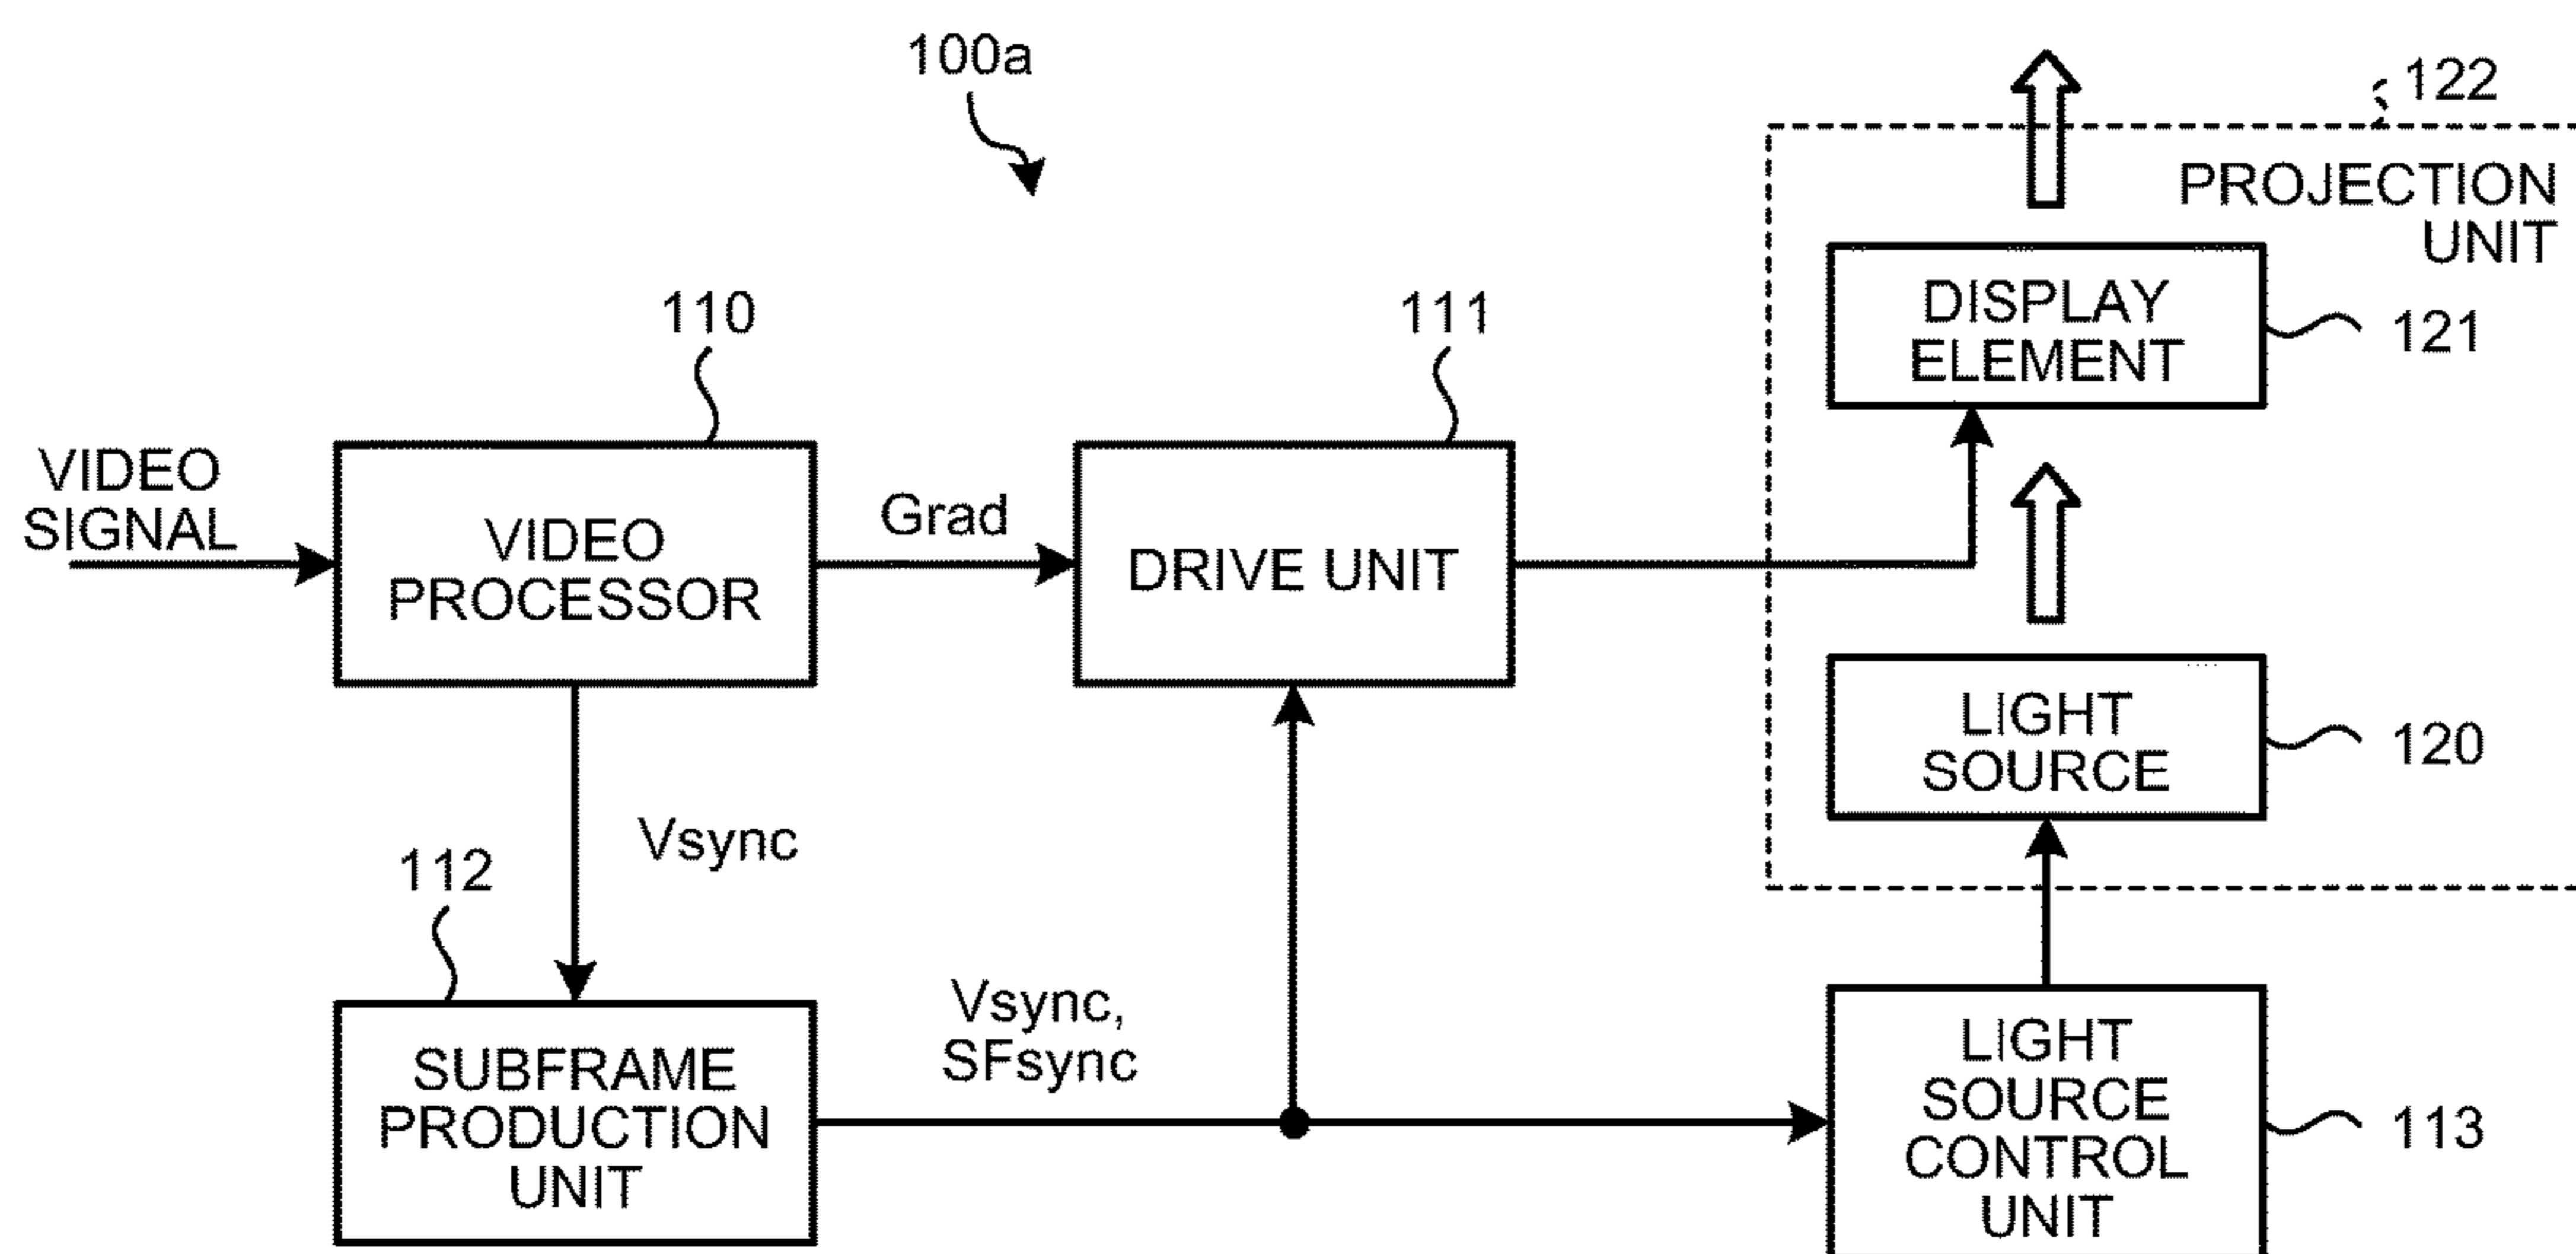 100a
122
PROJECTION
UNIT
DISPLAY
ELEMENT
121
110
111
VIDEO
SIGNAL
VIDEO
PROCESSOR
Grad
DRIVE UNIT
LIGHT
SOURCE
120
Vsync
112
Vsync,
SFsync
SUBFRAME
PRODUCTION
UNIT
LIGHT
SOURCE
CONTROL
UNIT
113